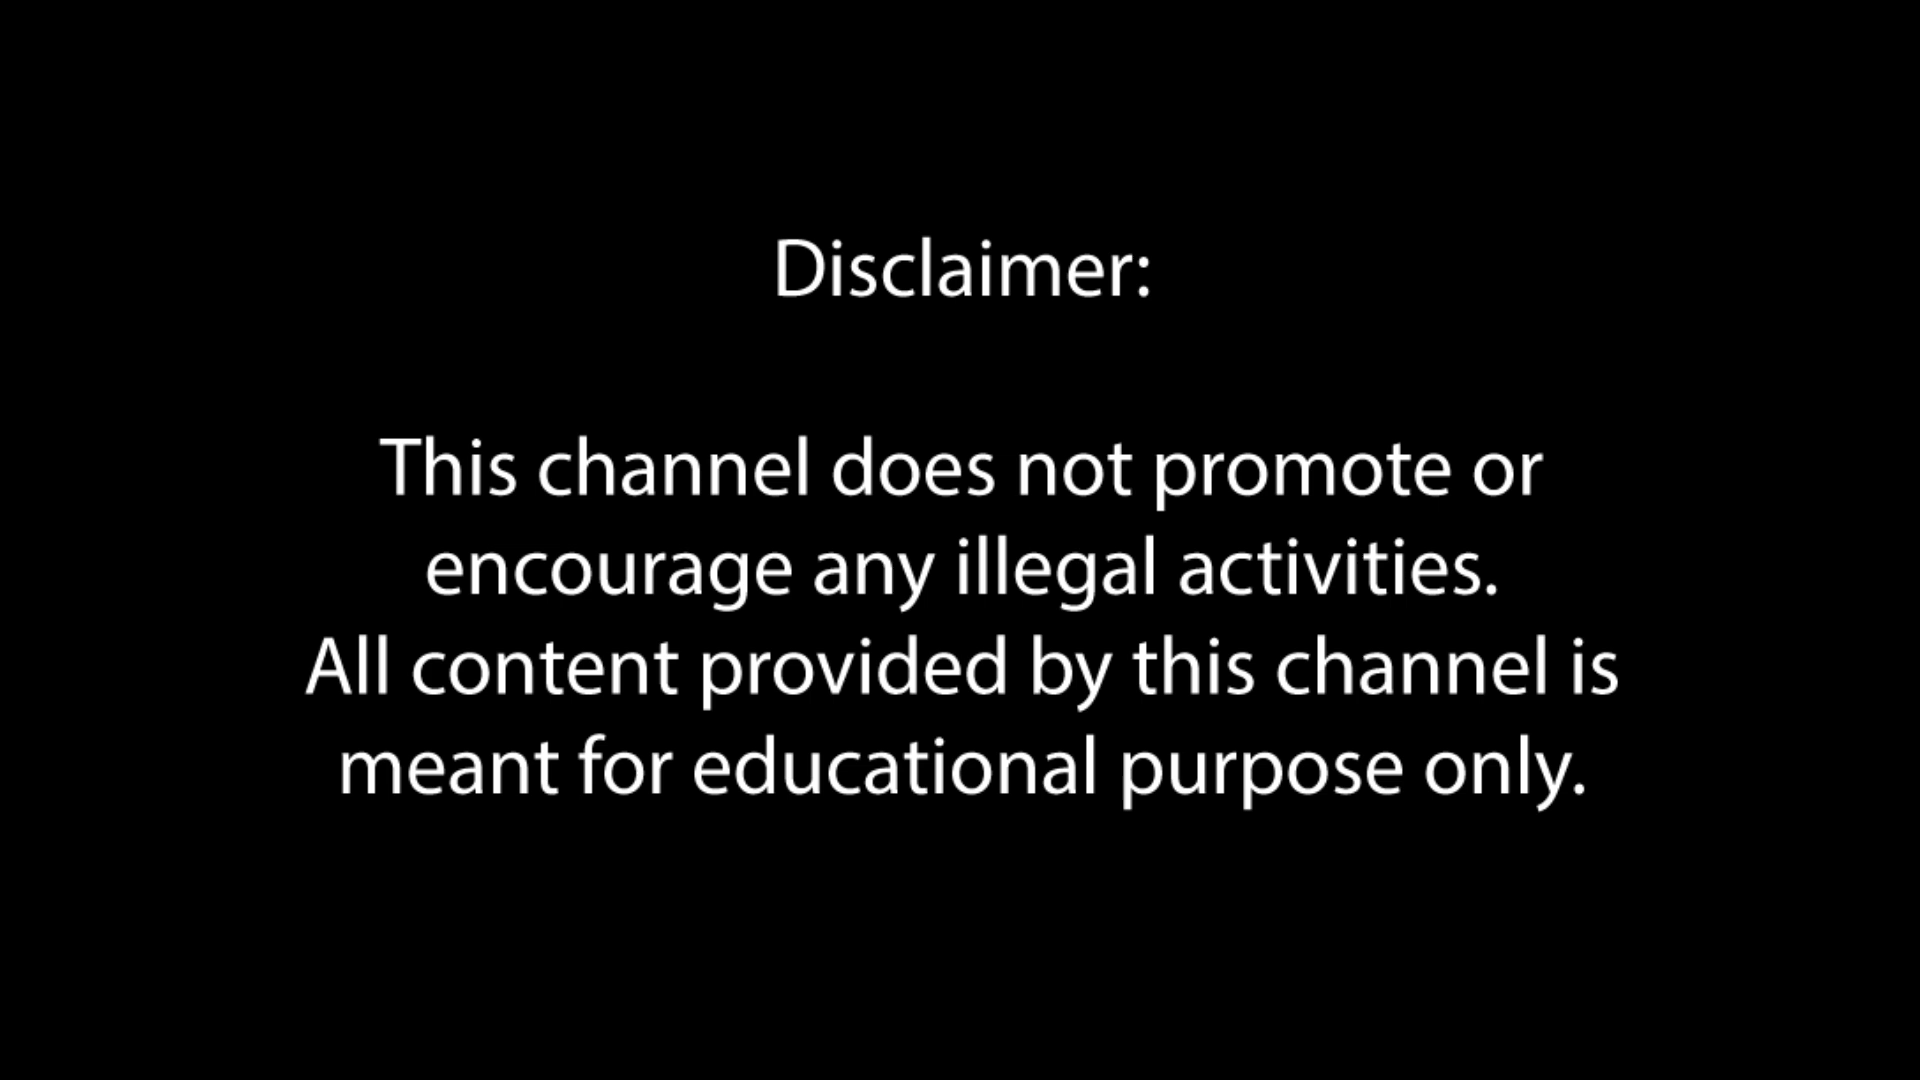 Disclaimer:
This channel does not promote or
encourage any illegal activities.
All content provided by this channel is
meant for educational purpose only.